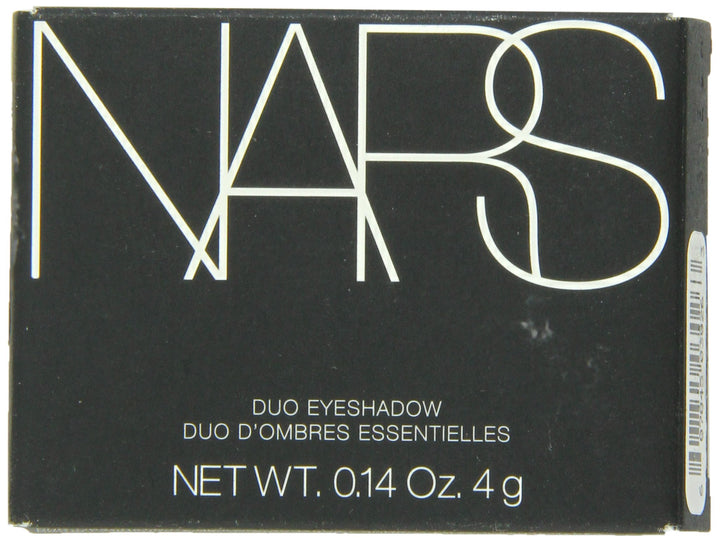 NARS
DUO EYESHADOW
DUO D'OMBRES ESSENTIELLES
NET WT. 0.14 Oz. 4 g